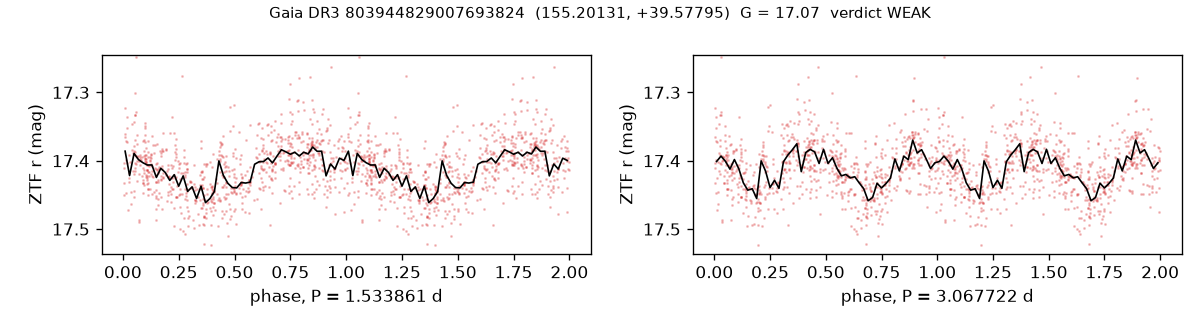 Gaia DR3 803944829007693824 (155.20131, +39.57795) G = 17.07 verdict WEAK
ZTF r (mag)
17.3
17.4
17.5
0.00 0.25 0.50 0.75 1.00 1.25 1.50 1.75 2.00
phase, P = 1.533861 d
ZTF r (mag)
17.3
17.4
17.5
0.00 0.25 0.50 0.75 1.00 1.25 1.50 1.75 2.00
phase, P = 3.067722 d